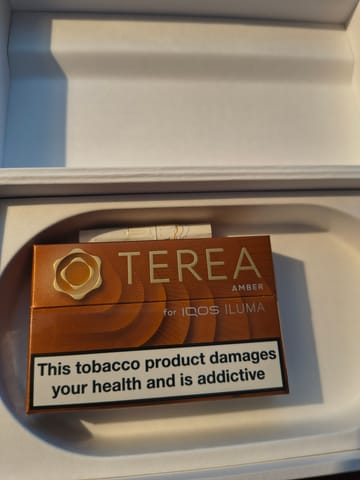 TEREA
AMBER
for IQOS ILUMA
This tobacco product damages
your health and is addictive